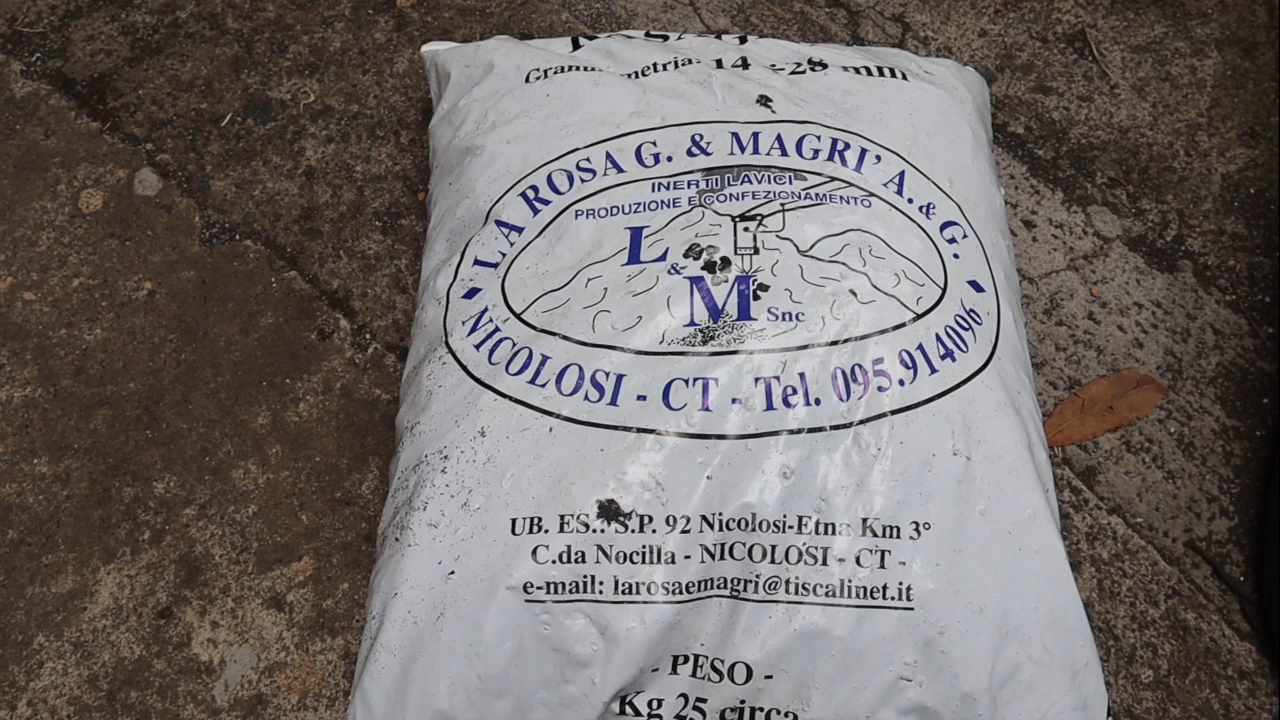 Granulometria: 14 ÷28 mm
LA ROSA G. & MAGRI' A. & G.
INERTI LAVICI
PRODUZIONE E CONFEZIONAMENTO
L
&
M Snc
NICOLOSI - CT - Tel. 095.914096
UB. ES.: S.P. 92 Nicolosi-Etna Km 3°
C.da Nocilla - NICOLOSI - CT -
e-mail: larosaemagri@tiscalinet.it
- PESO -
Kg 25 circa